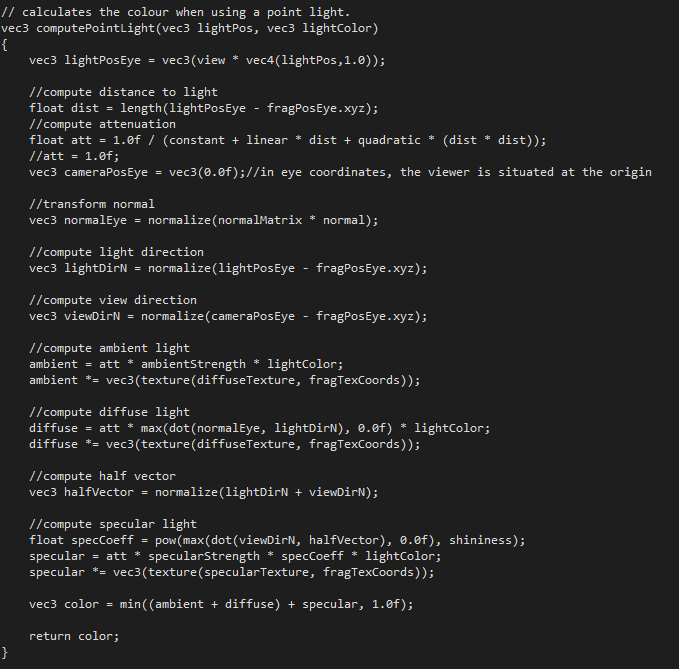 // calculates the colour when using a point light.
vec3 computePointLight(vec3 lightPos, vec3 lightColor)
{
    vec3 lightPosEye = vec3(view * vec4(lightPos,1.0));

    //compute distance to light
    float dist = length(lightPosEye - fragPosEye.xyz);
    //compute attenuation
    float att = 1.0f / (constant + linear * dist + quadratic * (dist * dist));
    //att = 1.0f;
    vec3 cameraPosEye = vec3(0.0f);//in eye coordinates, the viewer is situated at the origin

    //transform normal
    vec3 normalEye = normalize(normalMatrix * normal);

    //compute light direction
    vec3 lightDirN = normalize(lightPosEye - fragPosEye.xyz);

    //compute view direction
    vec3 viewDirN = normalize(cameraPosEye - fragPosEye.xyz);

    //compute ambient light
    ambient = att * ambientStrength * lightColor;
    ambient *= vec3(texture(diffuseTexture, fragTexCoords));

    //compute diffuse light
    diffuse = att * max(dot(normalEye, lightDirN), 0.0f) * lightColor;
    diffuse *= vec3(texture(diffuseTexture, fragTexCoords));

    //compute half vector
    vec3 halfVector = normalize(lightDirN + viewDirN);

    //compute specular light
    float specCoeff = pow(max(dot(viewDirN, halfVector), 0.0f), shininess);
    specular = att * specularStrength * specCoeff * lightColor;
    specular *= vec3(texture(specularTexture, fragTexCoords));

    vec3 color = min((ambient + diffuse) + specular, 1.0f);

    return color;
}